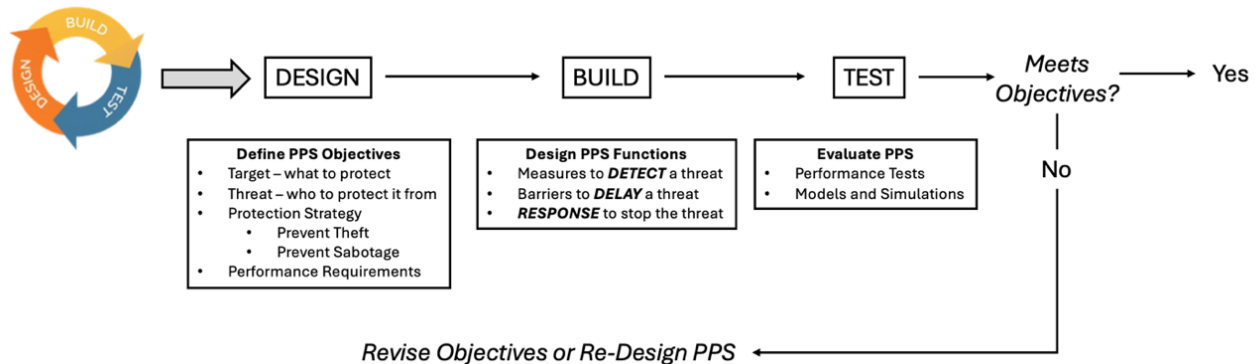 BUILD
TEST
DESIGN
DESIGN
BUILD
TEST
Meets
Objectives?
Yes
Define PPS Objectives
• Target – what to protect
• Threat – who to protect it from
• Protection Strategy
• Prevent Theft
• Prevent Sabotage
• Performance Requirements
Design PPS Functions
• Measures to DETECT a threat
• Barriers to DELAY a threat
• RESPONSE to stop the threat
Evaluate PPS
• Performance Tests
• Models and Simulations
No
Revise Objectives or Re-Design PPS